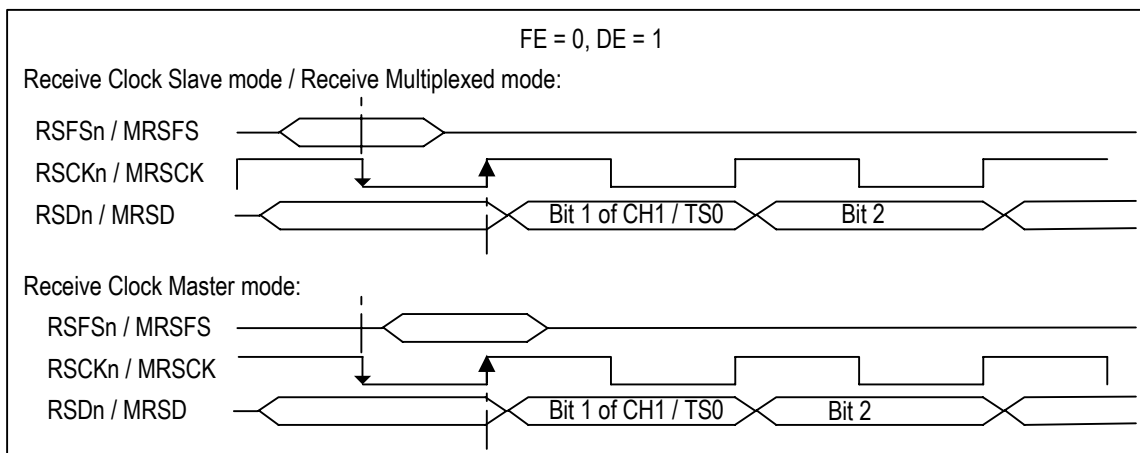 FE = 0, DE = 1
Receive Clock Slave mode / Receive Multiplexed mode:
RSFSn / MRSFS
RSCKn / MRSCK
RSDn / MRSD
Bit 1 of CH1 / TS0
Bit 2
Receive Clock Master mode:
RSFSn / MRSFS
RSCKn / MRSCK
RSDn / MRSD
Bit 1 of CH1 / TS0
Bit 2